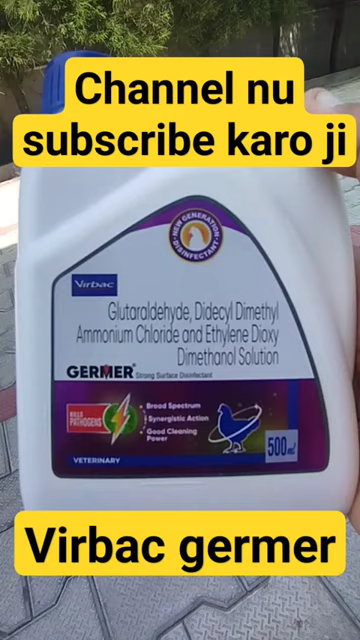 Channel nu
subscribe karo ji
NEW GENERATION
DISINFECTANT
Virbac
Glutaraldehyde, Didecyl Dimethyl
Ammonium Chloride and Ethylene Dioxy
Dimethanol Solution
GERMER® Strong Surface Disinfectant
KILLS
PATHOGENS
• Broad Spectrum
• Synergistic Action
• Good Cleaning
Power
VETERINARY
500ml
Virbac germer